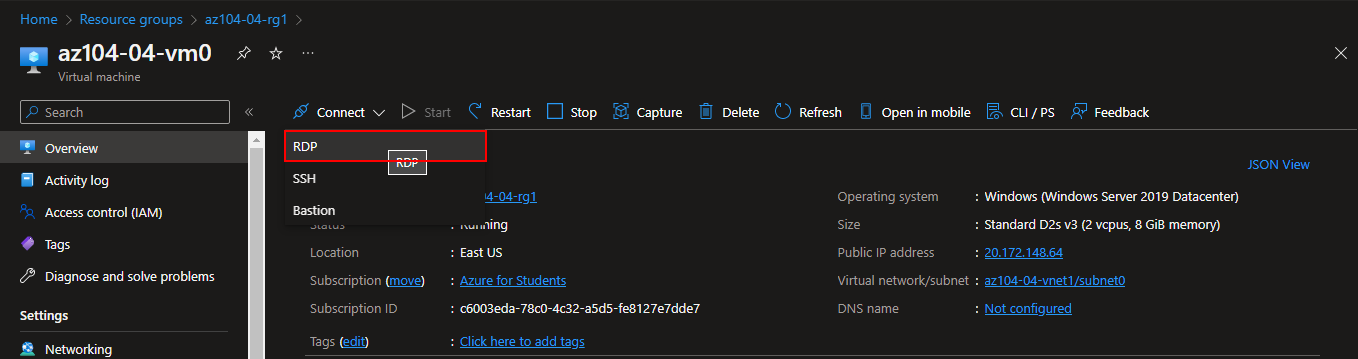 Home > Resource groups > az104-04-rg1 >
az104-04-vm0
Virtual machine
Search
Connect Start Restart Stop Capture Delete Refresh Open in mobile CLI / PS Feedback
Overview
Activity log
Access control (IAM)
Tags
Diagnose and solve problems
Settings
Networking
RDP
RDP
SSH
Bastion
JSON View
04-04-rg1
Status : Running
Location : East US
Subscription (move) : Azure for Students
Subscription ID : c6003eda-78c0-4c32-a5d5-fe8127e7dde7
Tags (edit) : Click here to add tags
Operating system : Windows (Windows Server 2019 Datacenter)
Size : Standard D2s v3 (2 vcpus, 8 GiB memory)
Public IP address : 20.172.148.64
Virtual network/subnet : az104-04-vnet1/subnet0
DNS name : Not configured